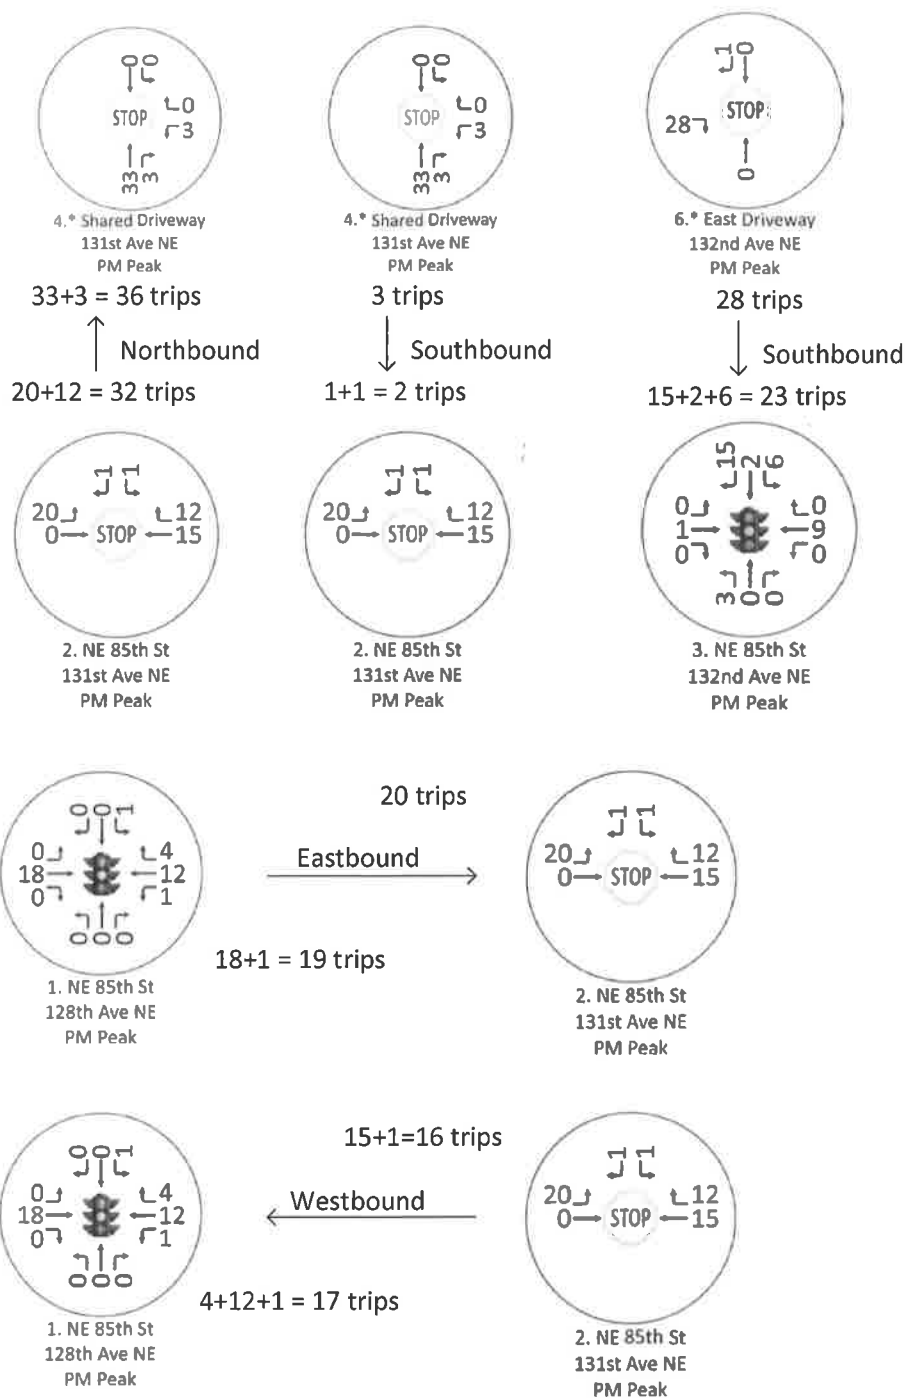 0 0
STOP
0
3
33 3
4.* Shared Driveway
131st Ave NE
PM Peak
33+3 = 36 trips
Northbound
20+12 = 32 trips
1 1
20
0
STOP
12
15
2. NE 85th St
131st Ave NE
PM Peak
0 0
STOP
0
3
33 3
4.* Shared Driveway
131st Ave NE
PM Peak
3 trips
Southbound
1+1 = 2 trips
1 1
20
0
STOP
12
15
2. NE 85th St
131st Ave NE
PM Peak
1 0
28
STOP
0
6.* East Driveway
132nd Ave NE
PM Peak
28 trips
Southbound
15+2+6 = 23 trips
15 2 6
0
1
0
0
9
0
3 0 0
3. NE 85th St
132nd Ave NE
PM Peak
0 0 1
0
18
0
4
12
1
0 0 0
1. NE 85th St
128th Ave NE
PM Peak
20 trips
Eastbound
18+1 = 19 trips
1 1
20
0
STOP
12
15
2. NE 85th St
131st Ave NE
PM Peak
0 0 1
0
18
0
4
12
1
0 0 0
1. NE 85th St
128th Ave NE
PM Peak
15+1=16 trips
Westbound
4+12+1 = 17 trips
1 1
20
0
STOP
12
15
2. NE 85th St
131st Ave NE
PM Peak